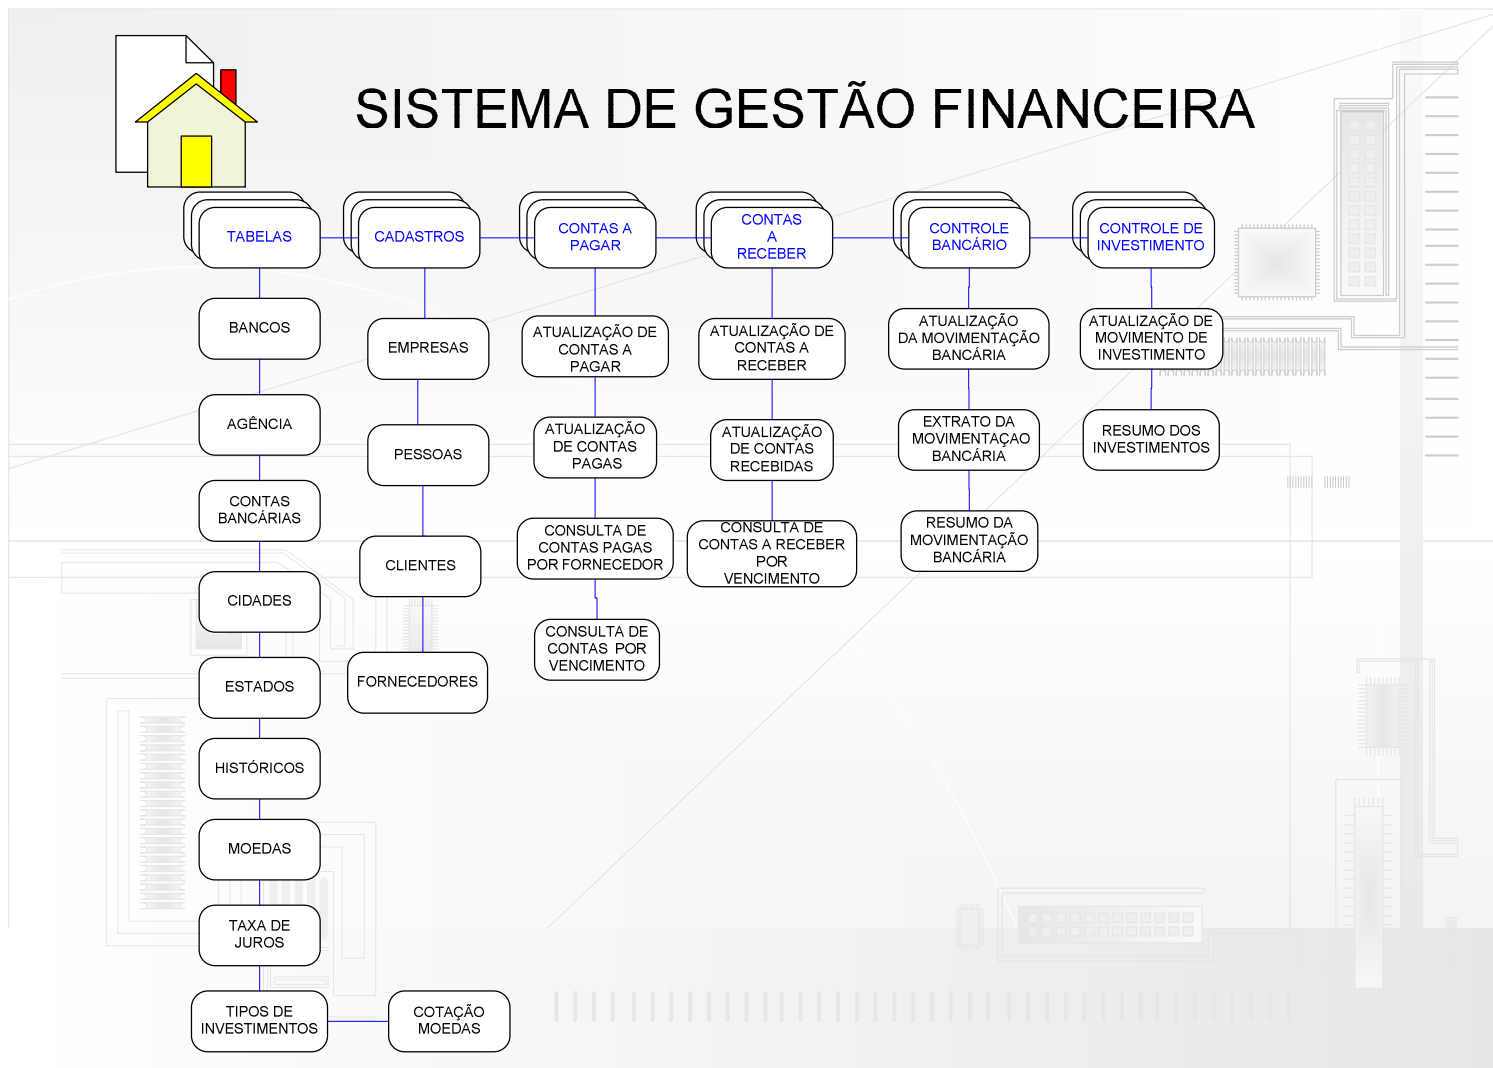 SISTEMA DE GESTÃO FINANCEIRA
TABELAS
BANCOS
AGÊNCIA
CONTAS
BANCÁRIAS
CIDADES
ESTADOS
HISTÓRICOS
MOEDAS
TAXA DE
JUROS
TIPOS DE
INVESTIMENTOS
COTAÇÃO
MOEDAS
CADASTROS
EMPRESAS
PESSOAS
CLIENTES
FORNECEDORES
CONTAS A
PAGAR
ATUALIZAÇÃO DE
CONTAS A
PAGAR
ATUALIZAÇÃO
DE CONTAS
PAGAS
CONSULTA DE
CONTAS PAGAS
POR FORNECEDOR
CONSULTA DE
CONTAS POR
VENCIMENTO
CONTAS
A
RECEBER
ATUALIZAÇÃO DE
CONTAS A
RECEBER
ATUALIZAÇÃO
DE CONTAS
RECEBIDAS
CONSULTA DE
CONTAS A RECEBER
POR
VENCIMENTO
CONTROLE
BANCÁRIO
ATUALIZAÇÃO
DA MOVIMENTAÇÃO
BANCÁRIA
EXTRATO DA
MOVIMENTAÇAO
BANCÁRIA
RESUMO DA
MOVIMENTAÇÃO
BANCÁRIA
CONTROLE DE
INVESTIMENTO
ATUALIZAÇÃO DE
MOVIMENTO DE
INVESTIMENTO
RESUMO DOS
INVESTIMENTOS